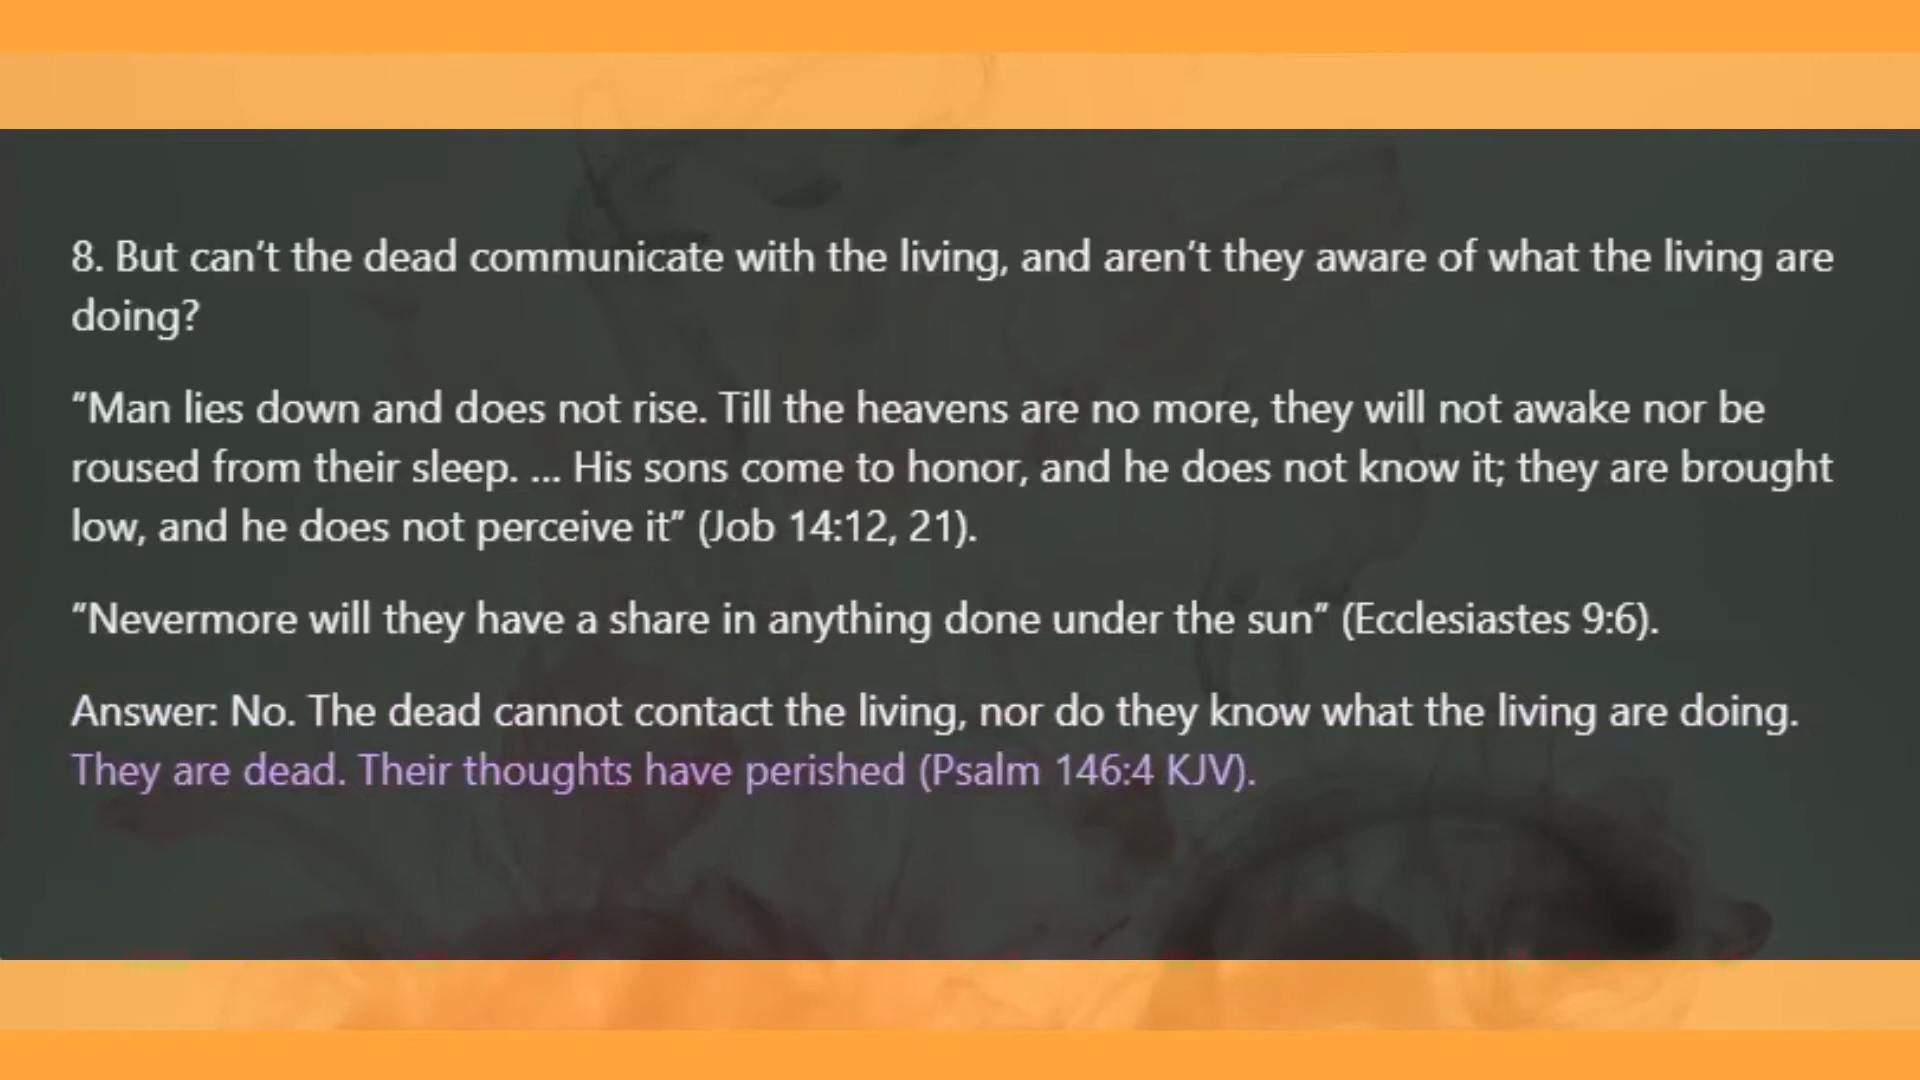 8. But can’t the dead communicate with the living, and aren’t they aware of what the living are
doing?
“Man lies down and does not rise. Till the heavens are no more, they will not awake nor be
roused from their sleep. ... His sons come to honor, and he does not know it; they are brought
low, and he does not perceive it” (Job 14:12, 21).
“Nevermore will they have a share in anything done under the sun” (Ecclesiastes 9:6).
Answer: No. The dead cannot contact the living, nor do they know what the living are doing.
They are dead. Their thoughts have perished (Psalm 146:4 KJV).